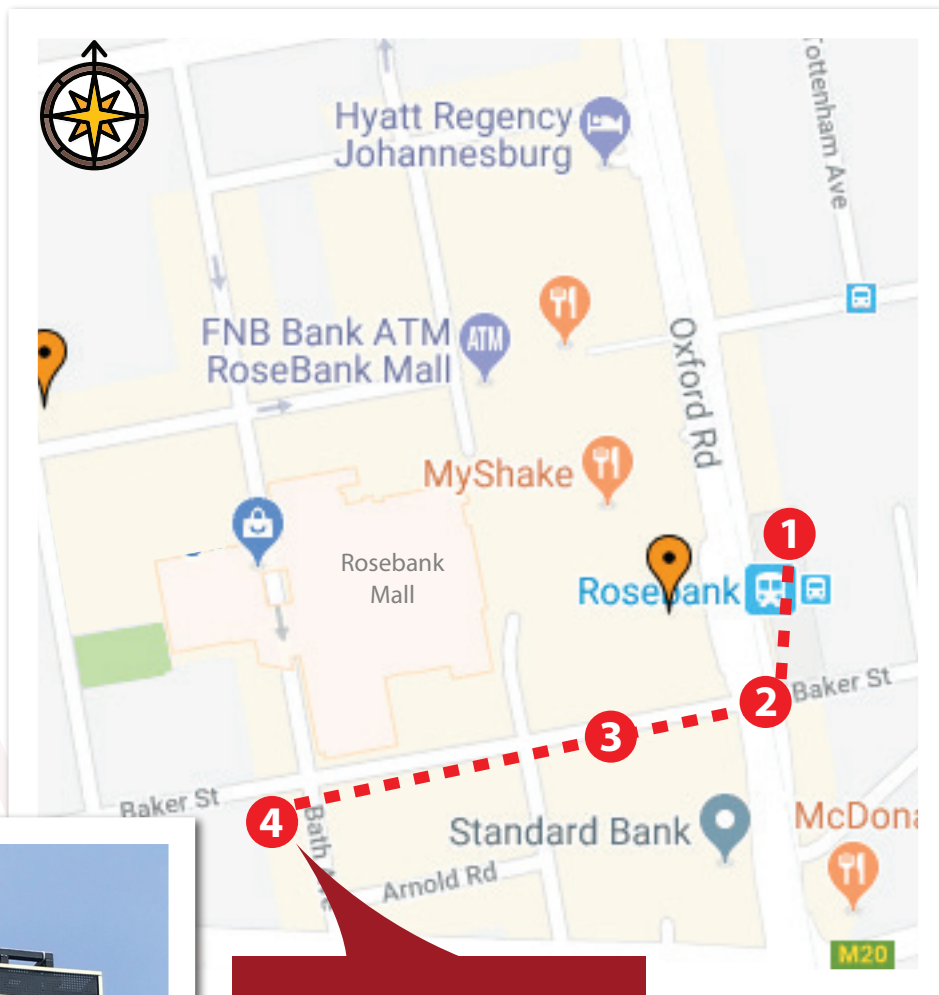 Hyatt Regency
Johannesburg
Tottenham Ave
FNB Bank ATM
RoseBank Mall
ATM
Oxford Rd
MyShake
Rosebank
Mall
1
Rosebank
2
Baker St
3
Baker St
4
Bath Ave
Standard Bank
McDona
Arnold Rd
M20